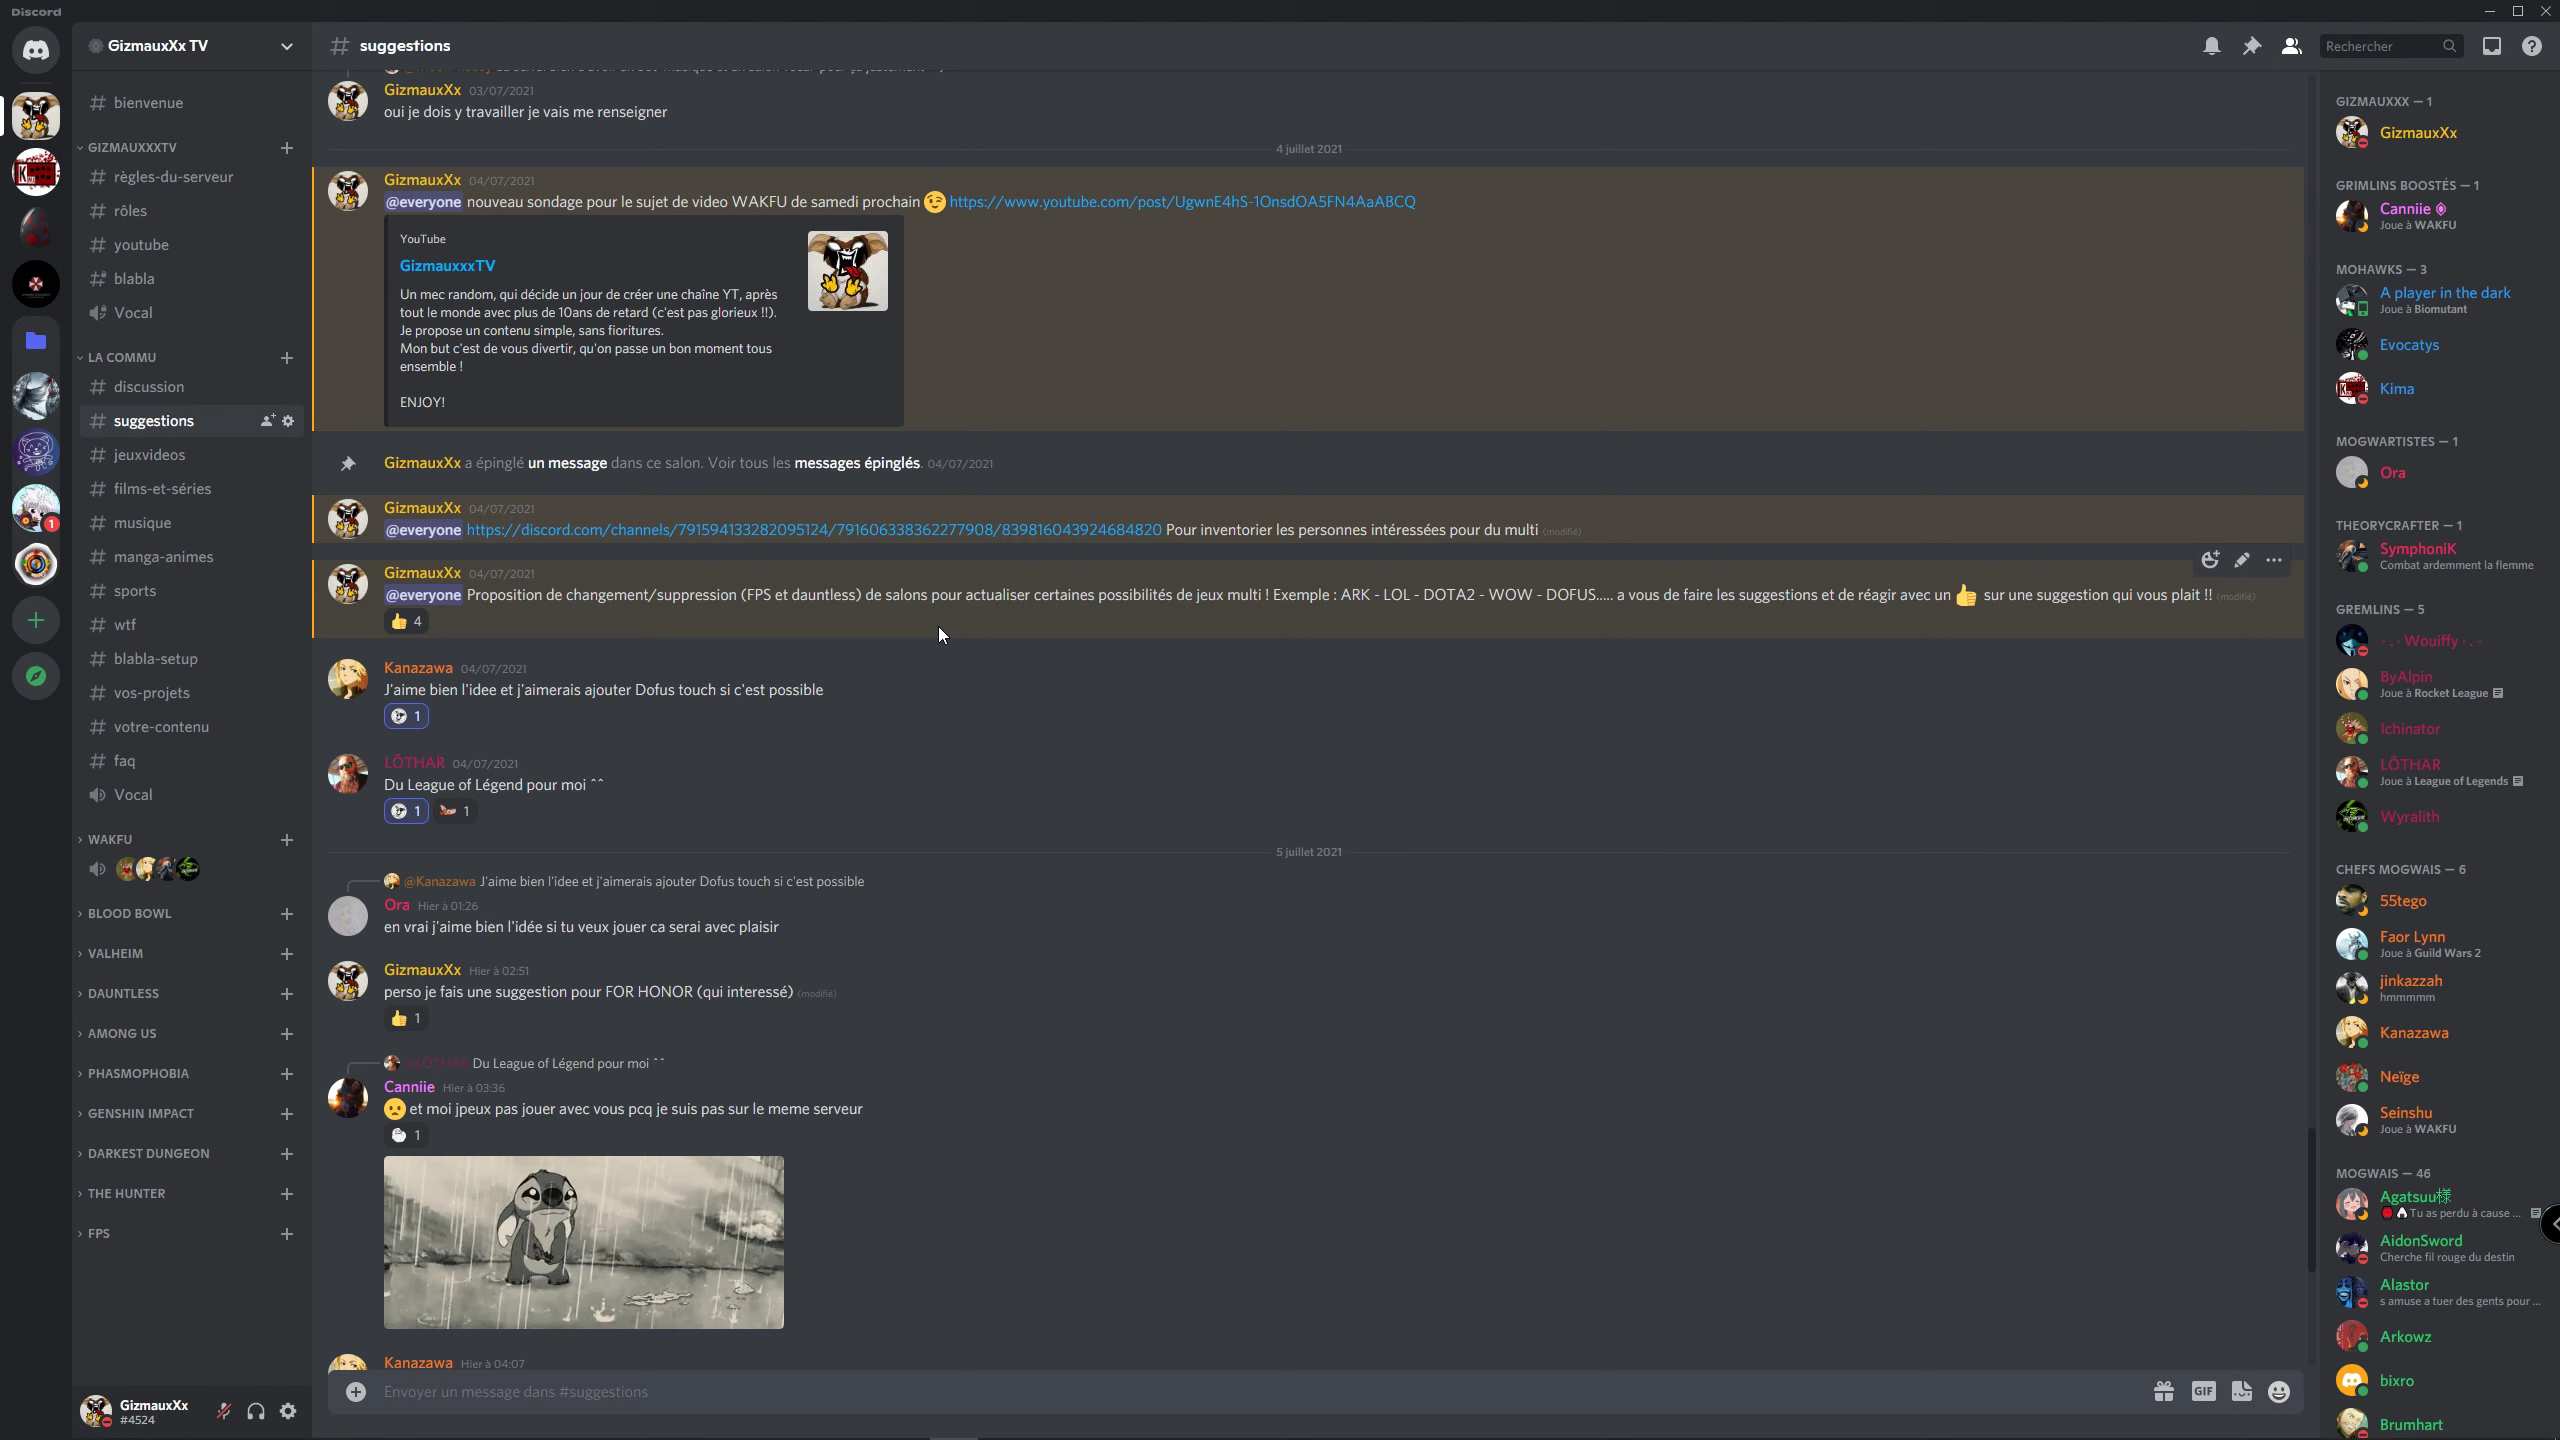 Discord
GizmauxXx TV
bienvenue
GIZMAUXXXTV
règles-du-serveur
rôles
youtube
blabla
Vocal
LA COMMU
discussion
suggestions
jeuxvideos
films-et-séries
musique
manga-animes
sports
wtf
blabla-setup
vos-projets
votre-contenu
faq
Vocal
WAKFU
BLOOD BOWL
VALHEIM
DAUNTLESS
AMONG US
PHASMOPHOBIA
GENSHIN IMPACT
DARKEST DUNGEON
THE HUNTER
FPS
GizmauxXx
#4524
1
suggestions
Rechercher
GizmauxXx 03/07/2021
oui je dois y travailler je vais me renseigner
4 juillet 2021
GizmauxXx 04/07/2021
@everyone nouveau sondage pour le sujet de video WAKFU de samedi prochain 😉 https://www.youtube.com/post/UgwnE4hS-1OnsdOA5FN4AaABCQ
YouTube
GizmauxxxTV
Un mec random, qui décide un jour de créer une chaîne YT, après
tout le monde avec plus de 10ans de retard (c'est pas glorieux !!).
Je propose un contenu simple, sans fioritures.
Mon but c'est de vous divertir, qu'on passe un bon moment tous
ensemble !
ENJOY!
GizmauxXx a épinglé un message dans ce salon. Voir tous les messages épinglés. 04/07/2021
GizmauxXx 04/07/2021
@everyone https://discord.com/channels/791594133282095124/791606338362277908/839816043924684820 Pour inventorier les personnes intéressées pour du multi (modifié)
GizmauxXx 04/07/2021
@everyone Proposition de changement/suppression (FPS et dauntless) de salons pour actualiser certaines possibilités de jeux multi ! Exemple : ARK - LOL - DOTA2 - WOW - DOFUS..... a vous de faire les suggestions et de réagir avec un 👍 sur une suggestion qui vous plait !! (modifié)
👍 4
Kanazawa 04/07/2021
J'aime bien l'idee et j'aimerais ajouter Dofus touch si c'est possible
1
LÖTHAR 04/07/2021
Du League of Légend pour moi ^^
1 1
5 juillet 2021
@Kanazawa J'aime bien l'idee et j'aimerais ajouter Dofus touch si c'est possible
Ora Hier à 01:26
en vrai j'aime bien l'idée si tu veux jouer ca serai avec plaisir
GizmauxXx Hier à 02:51
perso je fais une suggestion pour FOR HONOR (qui interessé) (modifié)
👍 1
@LÖTHAR Du League of Légend pour moi ^^
Canniie Hier à 03:36
🙁 et moi jpeux pas jouer avec vous pcq je suis pas sur le meme serveur
1
Kanazawa Hier à 04:07
Envoyer un message dans #suggestions
GIF
GIZMAUXXX — 1
GizmauxXx
GRIMLINS BOOSTÉS — 1
Canniie
Joue à WAKFU
MOHAWKS — 3
A player in the dark
Joue à Biomutant
Evocatys
Kima
MOGWARTISTES — 1
Ora
THEORYCRAFTER — 1
SymphoniK
Combat ardemment la flemme
GREMLINS — 5
- . · Wouiffy · . -
ByAlpin
Joue à Rocket League
Ichinator
LÖTHAR
Joue à League of Legends
Wyralith
CHEFS MOGWAIS — 6
55tego
Faor Lynn
Joue à Guild Wars 2
jinkazzah
hmmmmm
Kanazawa
Neïge
Seinshu
Joue à WAKFU
MOGWAIS — 46
Agatsuu様
Tu as perdu à cause ...
AidonSword
Cherche fil rouge du destin
Alastor
s amuse a tuer des gents pour ...
Arkowz
bixro
Brumhart